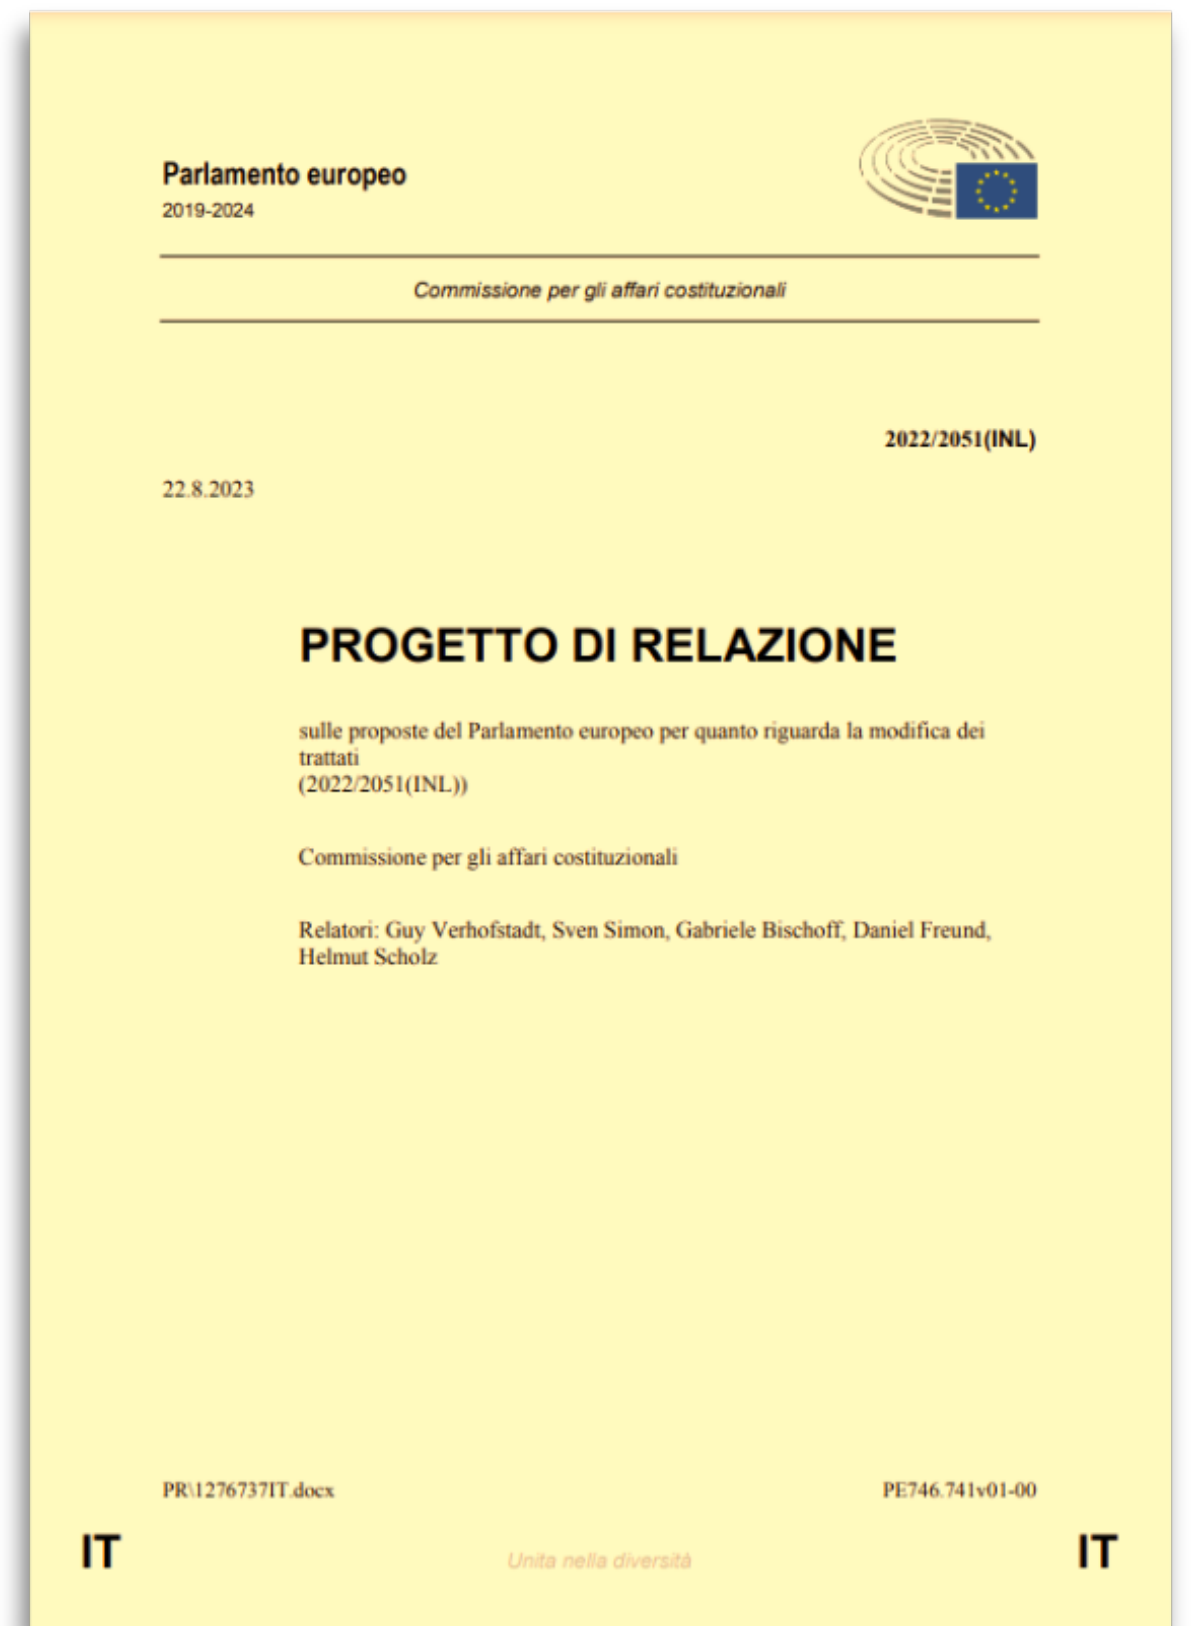 Parlamento europeo
2019-2024
Commissione per gli affari costituzionali
2022/2051(INL)
22.8.2023
PROGETTO DI RELAZIONE
sulle proposte del Parlamento europeo per quanto riguarda la modifica dei
trattati
(2022/2051(INL))
Commissione per gli affari costituzionali
Relatori: Guy Verhofstadt, Sven Simon, Gabriele Bischoff, Daniel Freund,
Helmut Scholz
PR\1276737IT.docx PE746.741v01-00
IT Unita nella diversità IT